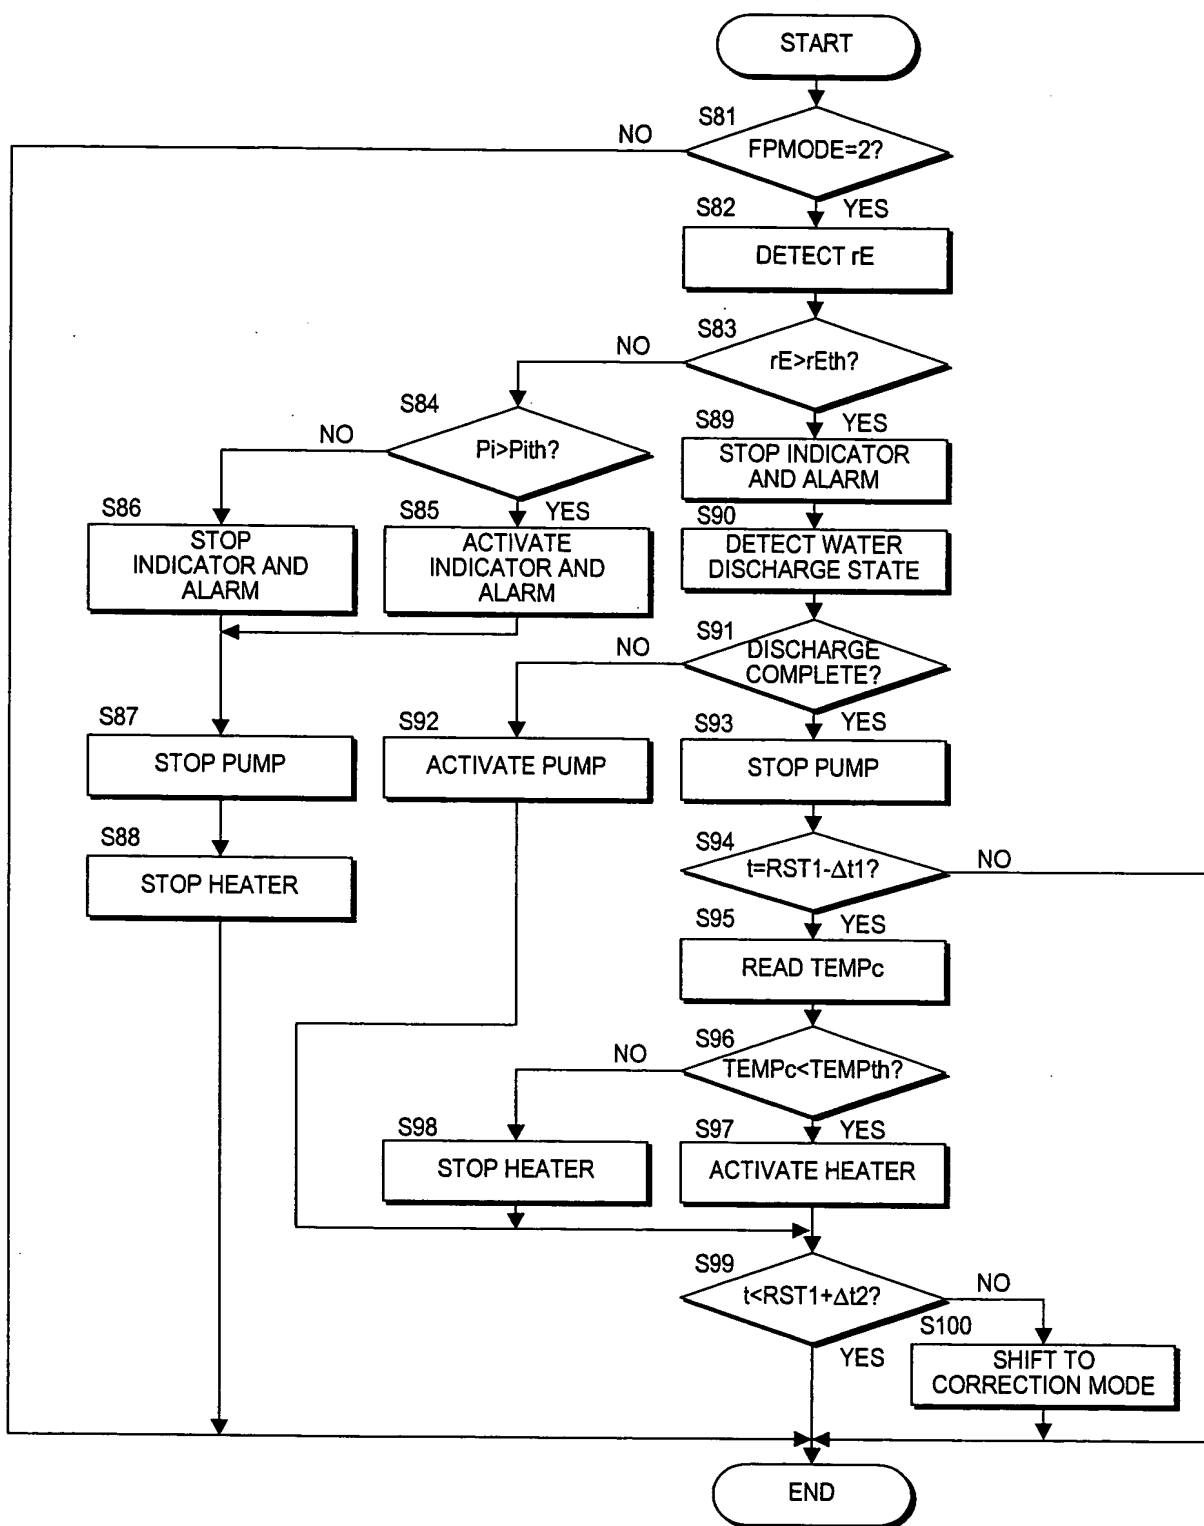 START
S81
NO
FPMODE=2?
YES
S82
DETECT rE
S83
NO
rE>rEth?
YES
S84
NO
Pi>Pith?
YES
S89
STOP INDICATOR
AND ALARM
S86
STOP
INDICATOR AND
ALARM
S85
ACTIVATE
INDICATOR AND
ALARM
S90
DETECT WATER
DISCHARGE STATE
S91
NO
DISCHARGE
COMPLETE?
YES
S87
STOP PUMP
S92
ACTIVATE PUMP
S93
STOP PUMP
S88
STOP HEATER
S94
t=RST1-Δt1?
NO
YES
S95
READ TEMPc
S96
NO
TEMPc<TEMPth?
YES
S98
STOP HEATER
S97
ACTIVATE HEATER
S99
t<RST1+Δt2?
NO
YES
S100
SHIFT TO
CORRECTION MODE
END